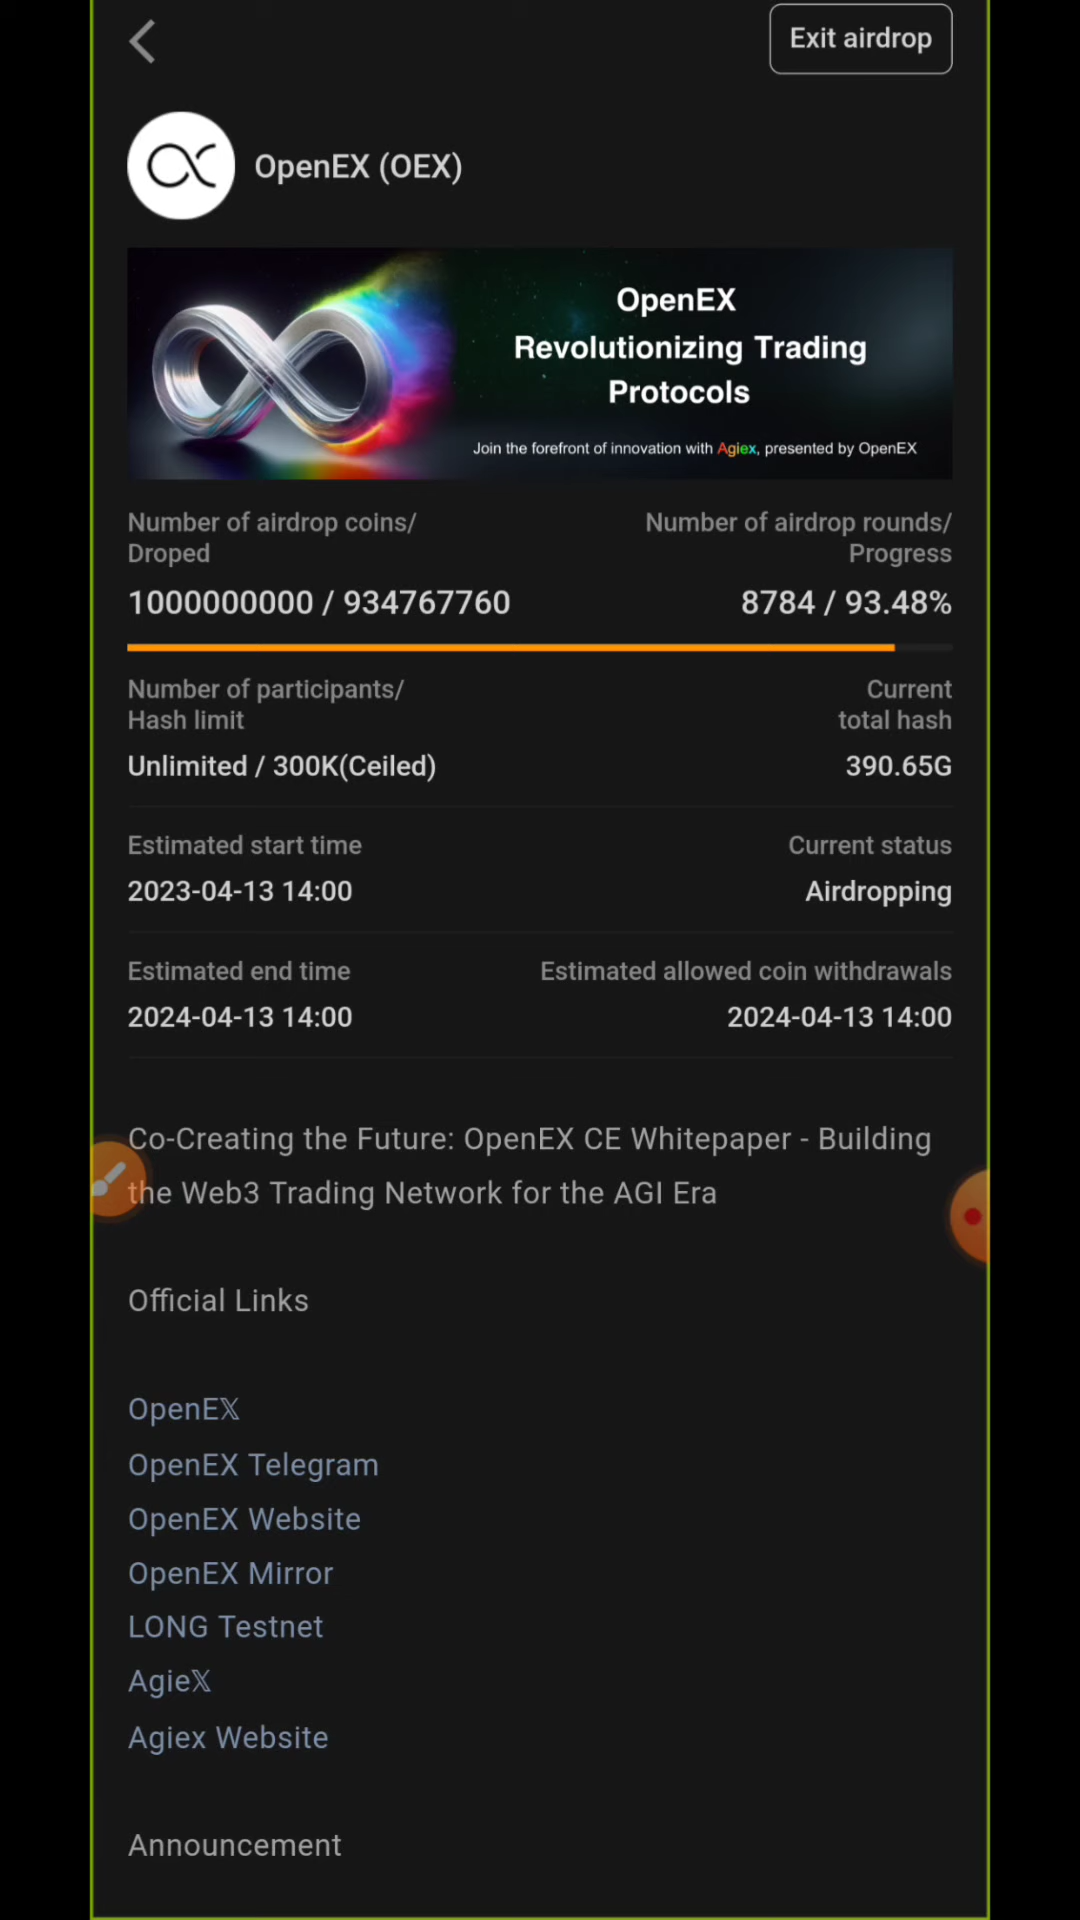 Exit airdrop
OpenEX (OEX)
OpenEX
Revolutionizing Trading
Protocols
Join the forefront of innovation with Agiex, presented by OpenEX
Number of airdrop coins/
Droped
Number of airdrop rounds/
Progress
1000000000 / 934767760
8784 / 93.48%
Number of participants/
Hash limit
Current
total hash
Unlimited / 300K(Ceiled)
390.65G
Estimated start time
Current status
2023-04-13 14:00
Airdropping
Estimated end time
Estimated allowed coin withdrawals
2024-04-13 14:00
2024-04-13 14:00
Co-Creating the Future: OpenEX CE Whitepaper - Building
the Web3 Trading Network for the AGI Era
Official Links
OpenE𝕏
OpenEX Telegram
OpenEX Website
OpenEX Mirror
LONG Testnet
Agie𝕏
Agiex Website
Announcement